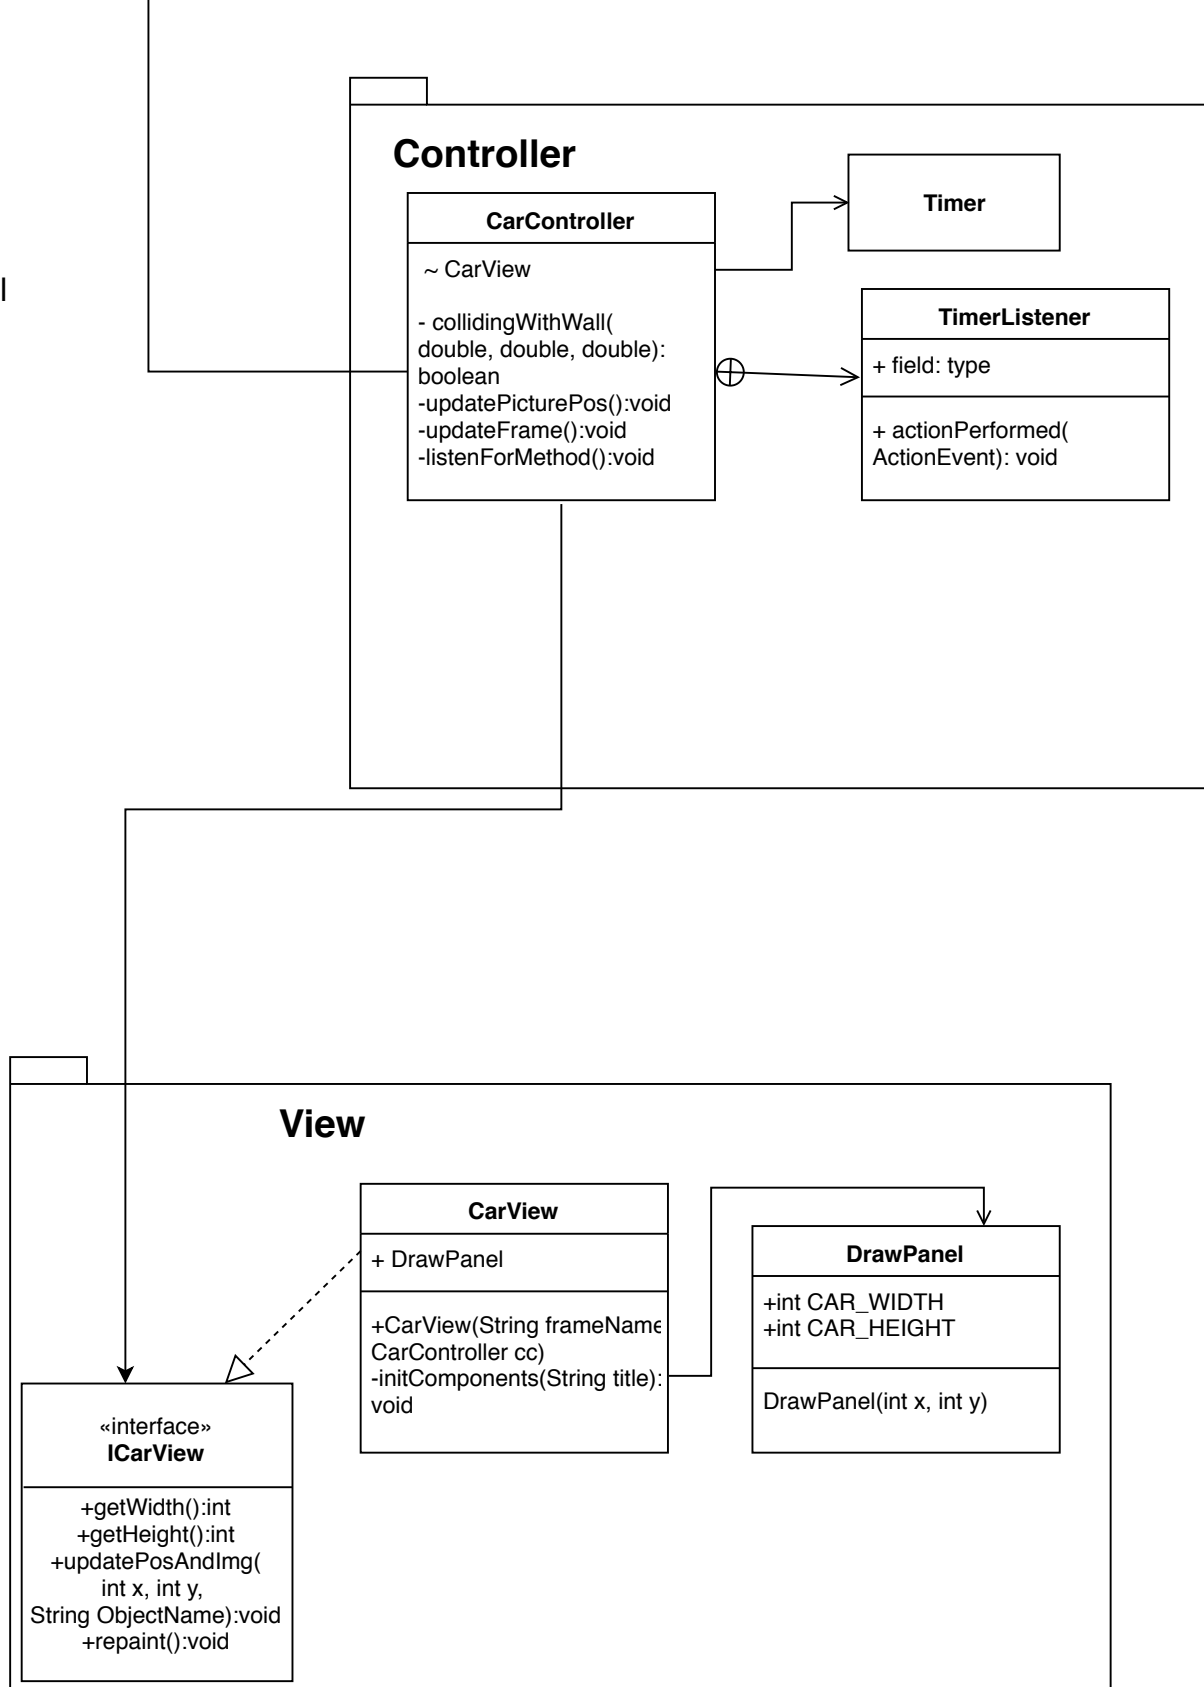 l
Controller
CarController
~ CarView
- collidingWithWall(
double, double, double):
boolean
-updatePicturePos():void
-updateFrame():void
-listenForMethod():void
Timer
TimerListener
+ field: type
+ actionPerformed(
ActionEvent): void
View
CarView
+ DrawPanel
+CarView(String frameName
CarController cc)
-initComponents(String title):
void
DrawPanel
+int CAR_WIDTH
+int CAR_HEIGHT
DrawPanel(int x, int y)
«interface»
ICarView
+getWidth():int
+getHeight():int
+updatePosAndImg(
int x, int y,
String ObjectName):void
+repaint():void